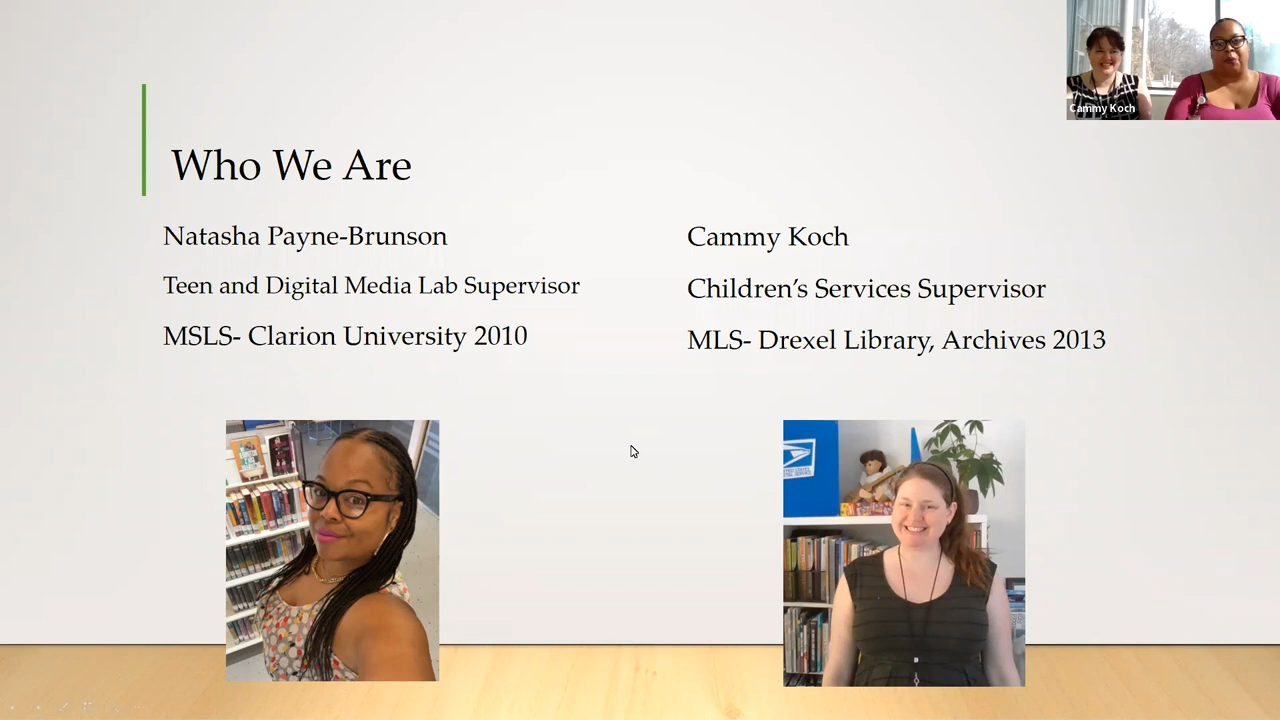 Cammy Koch
Who We Are
Natasha Payne-Brunson
Teen and Digital Media Lab Supervisor
MSLS- Clarion University 2010
Cammy Koch
Children's Services Supervisor
MLS- Drexel Library, Archives 2013